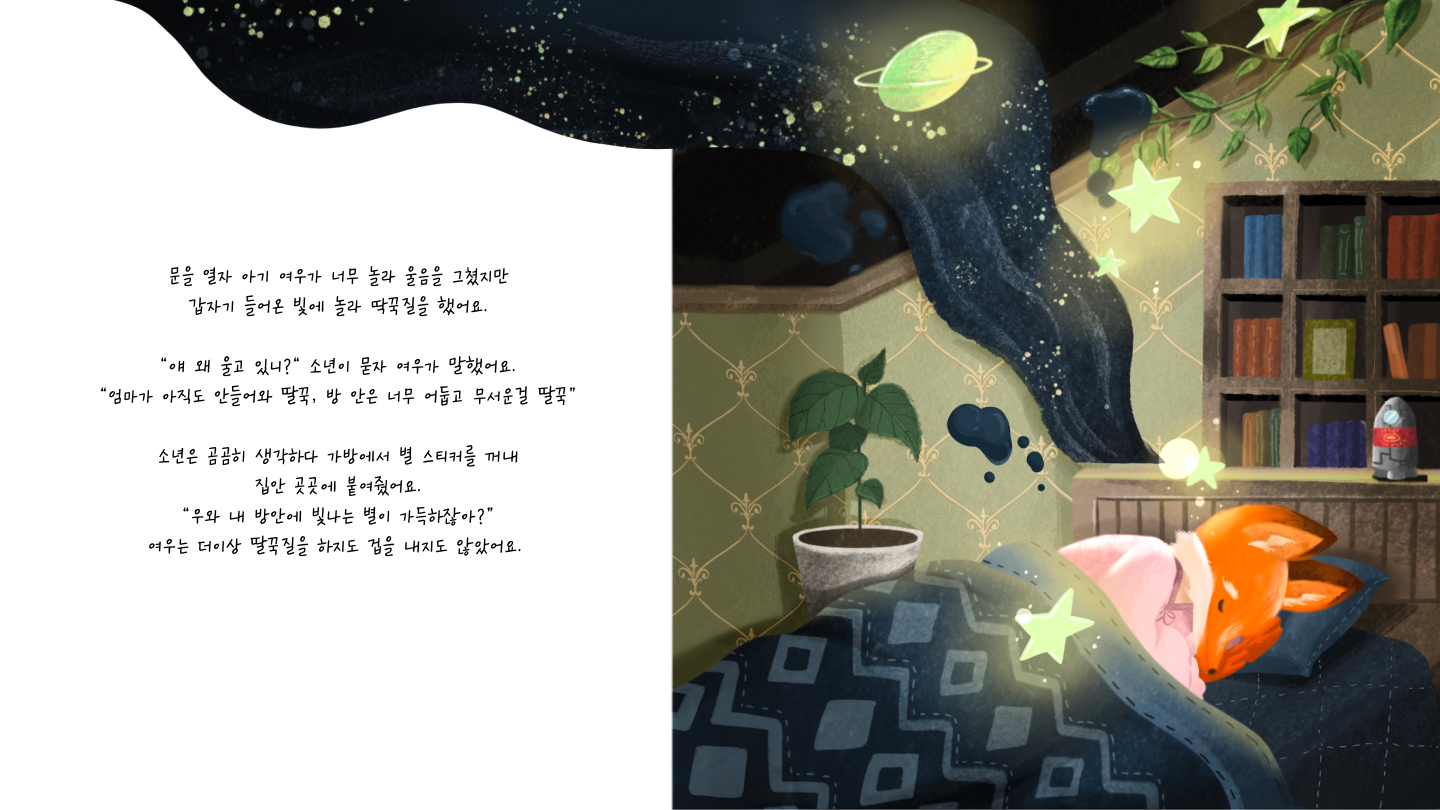 문을 열자 아기 여우가 너무 놀라 울음을 그쳤지만
갑자기 들어온 빛에 놀라 딱꾹질을 했어요.
“얘 왜 울고 있니?“ 소년이 묻자 여우가 말했어요.
“엄마가 아직도 안들어와 딸꾹, 방 안은 너무 어둡고 무서운걸 딸꾹”
소년은 곰곰히 생각하다 가방에서 별 스티커를 꺼내
집안 곳곳에 붙여줬어요.
“우와 내 방안에 빛나는 별이 가득하잖아?”
여우는 더이상 딸꾹질을 하지도 겁을 내지도 않았어요.